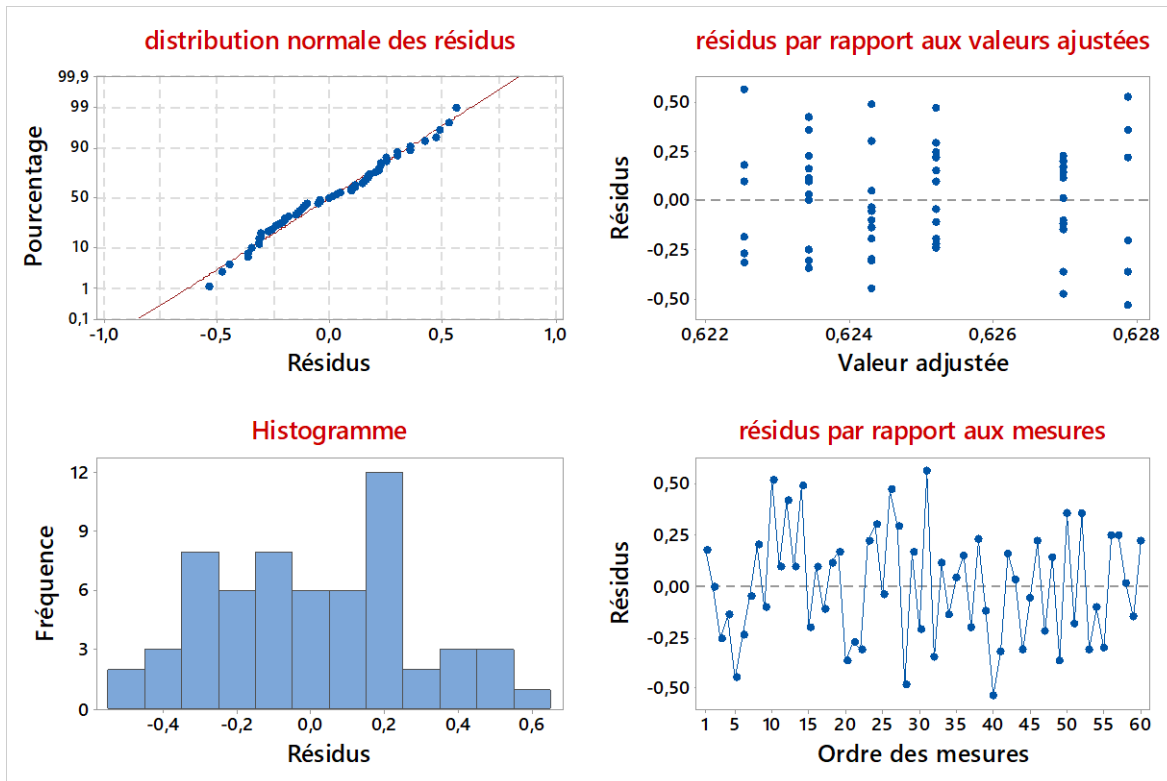 distribution normale des résidus
99,9
99
90
50
10
1
0,1
Pourcentage
-1,0 -0,5 0,0 0,5 1,0
Résidus
résidus par rapport aux valeurs ajustées
0,50
0,25
0,00
-0,25
-0,50
Résidus
0,622 0,624 0,626 0,628
Valeur adjustée
Histogramme
12
9
6
3
0
Fréquence
-0,4 -0,2 0,0 0,2 0,4 0,6
Résidus
résidus par rapport aux mesures
0,50
0,25
0,00
-0,25
-0,50
Résidus
1 5 10 15 20 25 30 35 40 45 50 55 60
Ordre des mesures